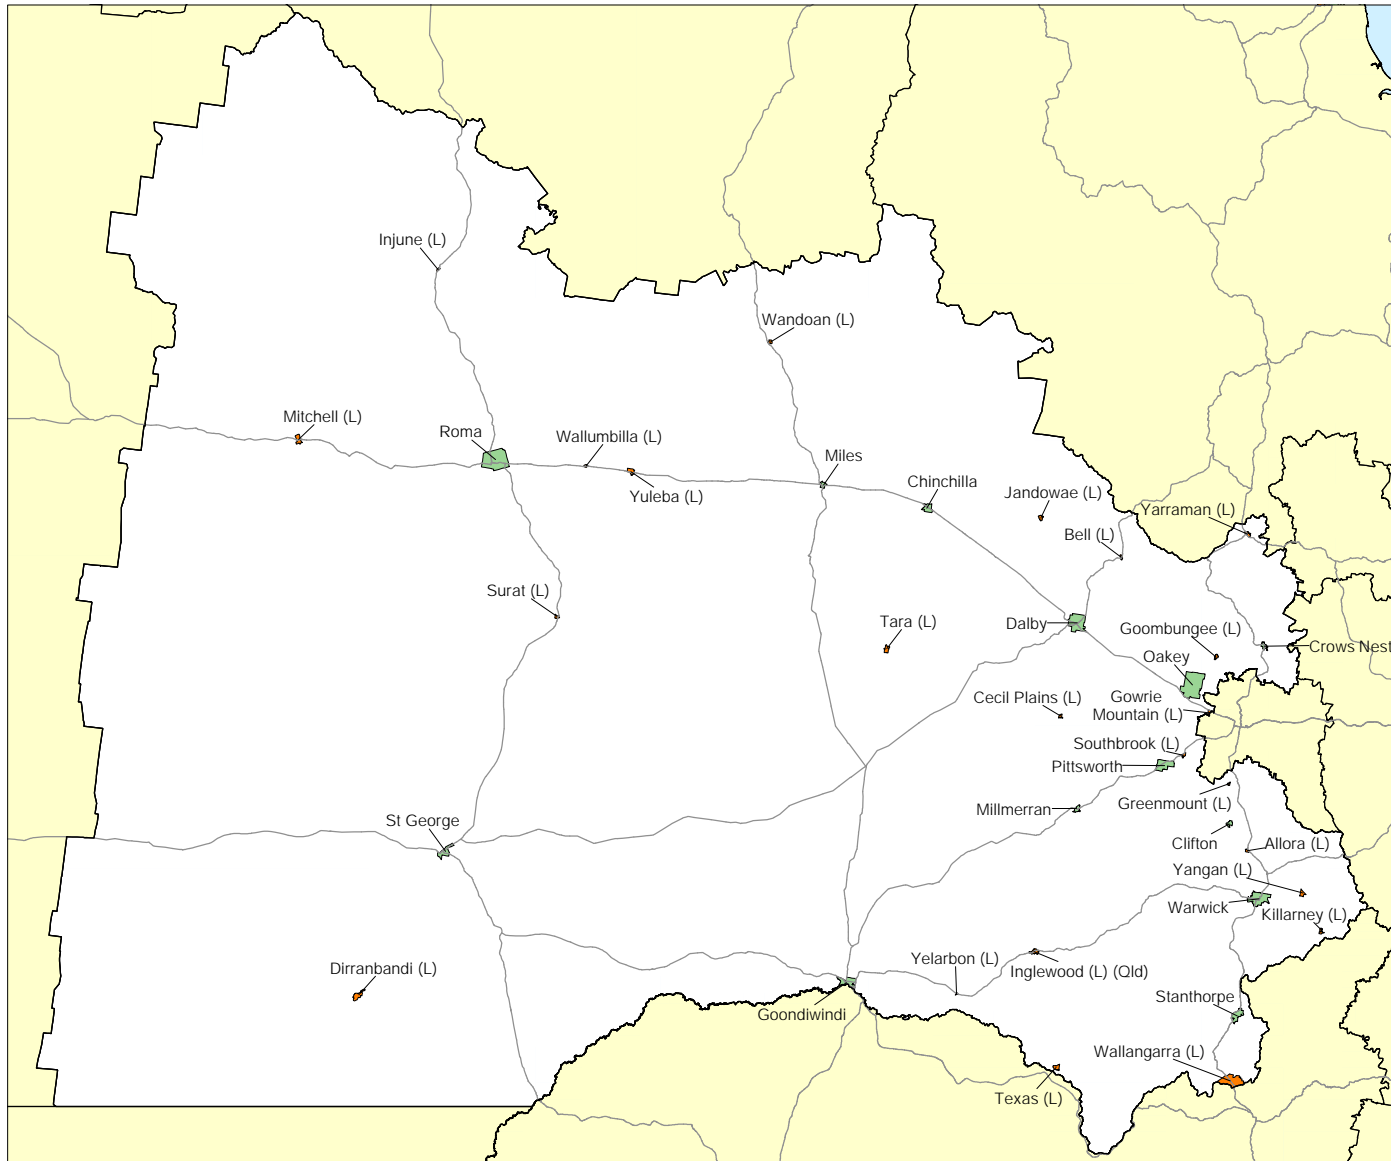 Injune (L)
Wandoan (L)
Mitchell (L)
Roma
Wallumbilla (L)
Yuleba (L)
Miles
Chinchilla
Jandowae (L)
Yarraman (L)
Bell (L)
Surat (L)
Tara (L)
Dalby
Goombungee (L)
Crows Nest
Oakey
Cecil Plains (L)
Gowrie
Mountain (L)
Southbrook (L)
Pittsworth
Millmerran
Greenmount (L)
St George
Clifton
Allora (L)
Yangan (L)
Warwick
Killarney (L)
Dirranbandi (L)
Yelarbon (L)
Inglewood (L) (Qld)
Stanthorpe
Goondiwindi
Wallangarra (L)
Texas (L)